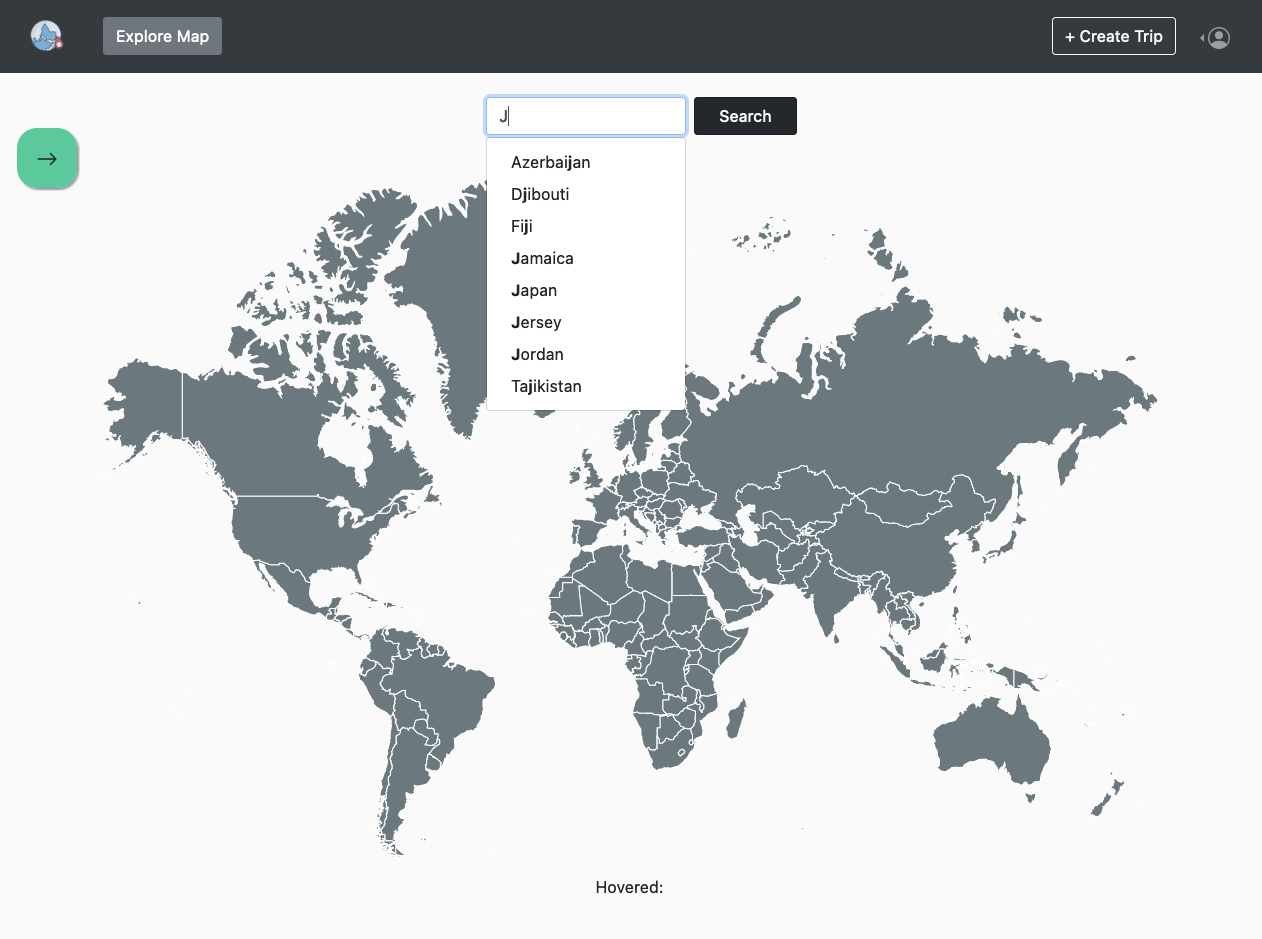 Explore Map
+ Create Trip
J
Search
Azerbaijan
Djibouti
Fiji
Jamaica
Japan
Jersey
Jordan
Tajikistan
Hovered: